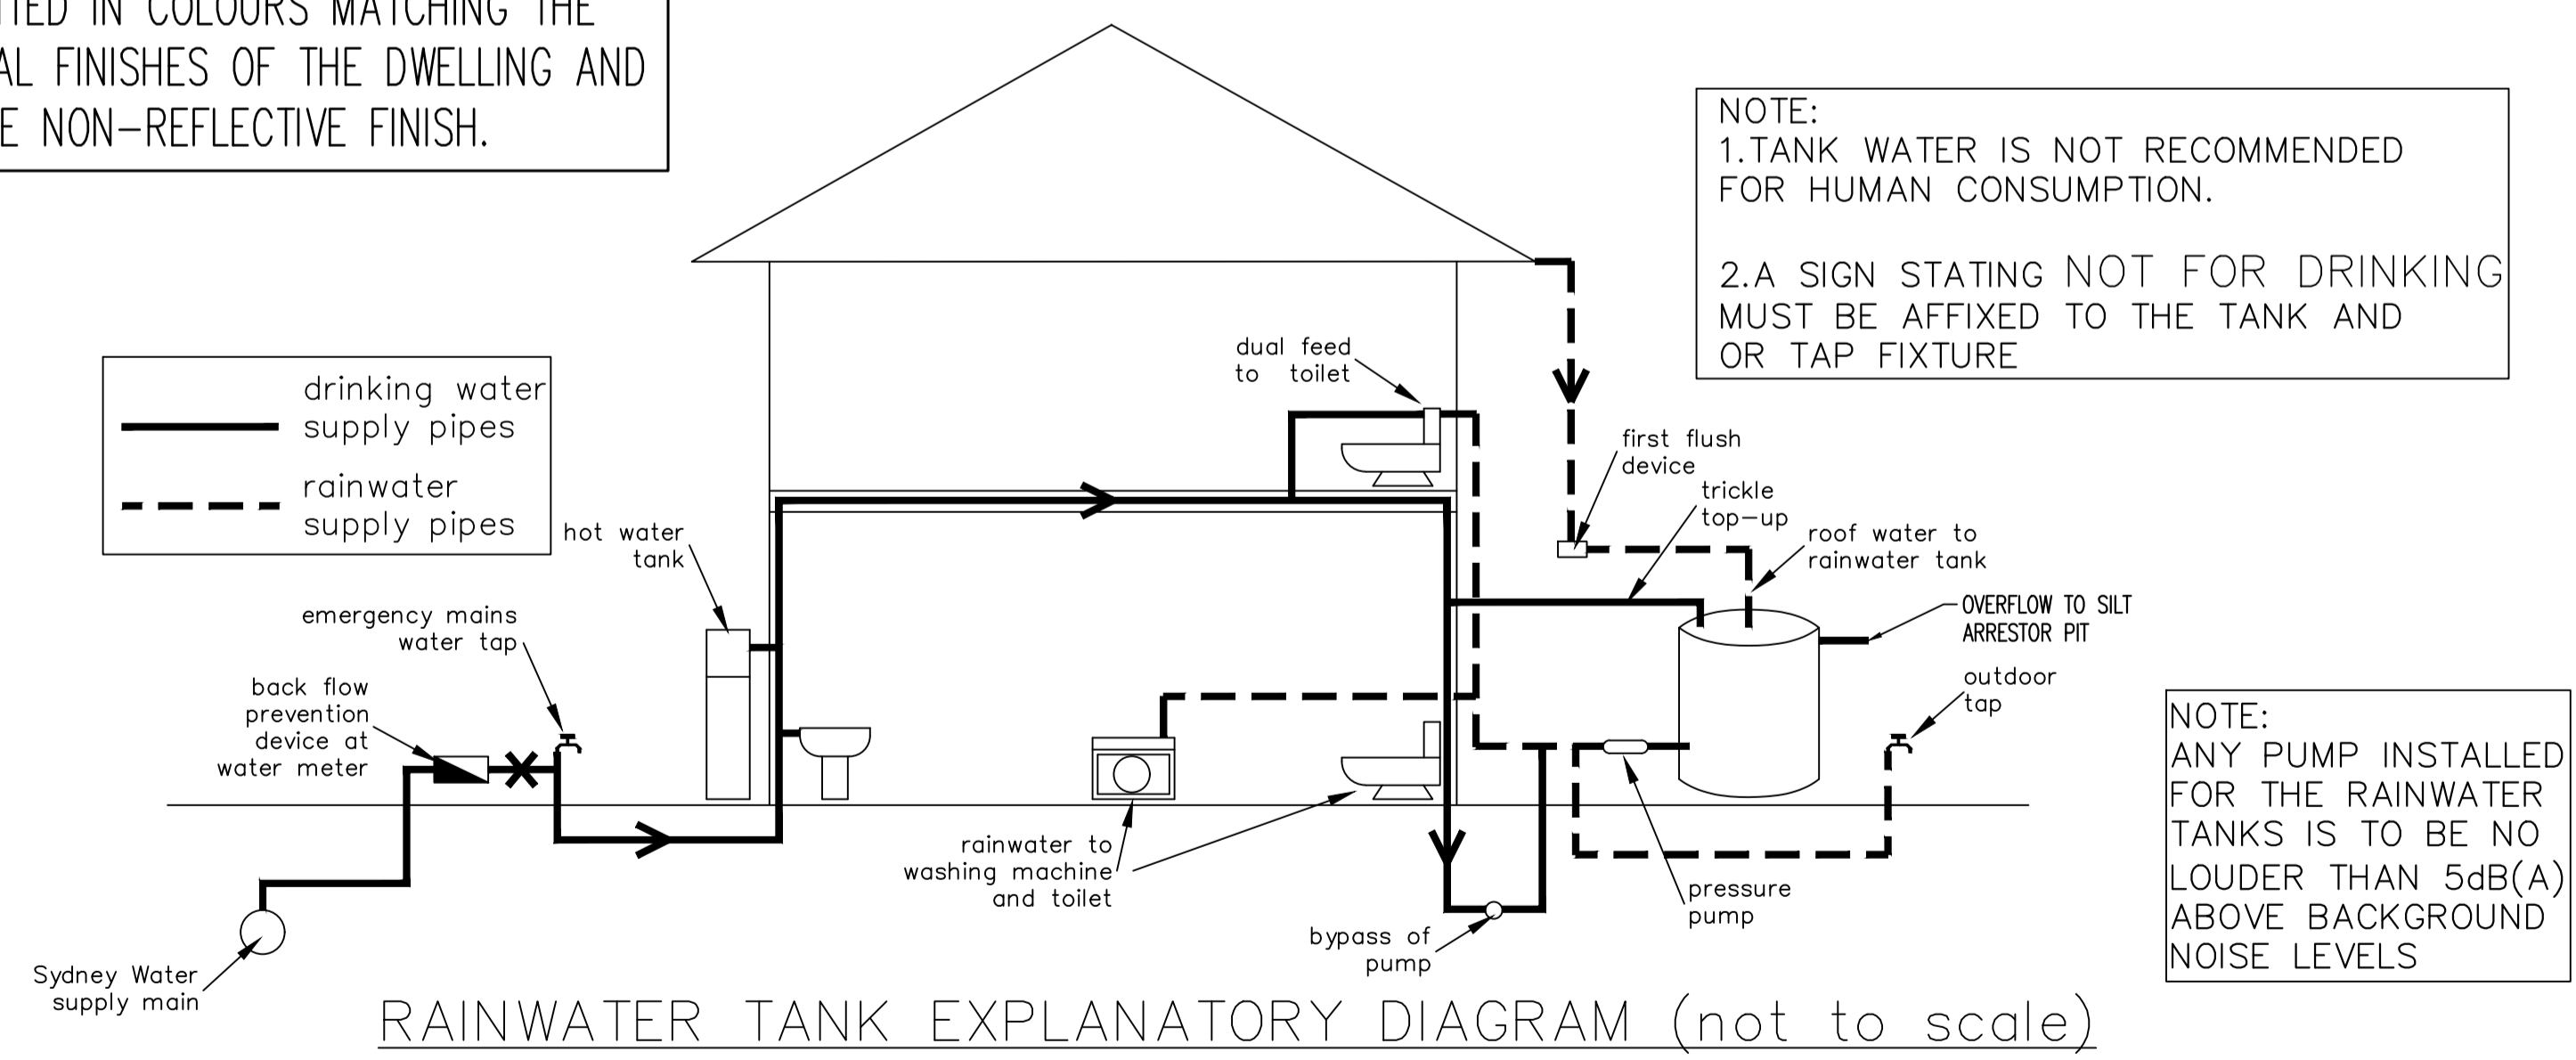 COLOURS MATCHING THE
FINISHES OF THE DWELLING AND
NON-REFLECTIVE FINISH.
NOTE:
1.TANK WATER IS NOT RECOMMENDED
FOR HUMAN CONSUMPTION.
2.A SIGN STATING NOT FOR DRINKING
MUST BE AFFIXED TO THE TANK AND
OR TAP FIXTURE
drinking water
supply pipes
rainwater
supply pipes
dual feed
to toilet
first flush
device
trickle
top-up
roof water to
rainwater tank
hot water
tank
emergency mains
water tap
OVERFLOW TO SILT
ARRESTOR PIT
back flow
prevention
device at
water meter
outdoor
tap
NOTE:
ANY PUMP INSTALLED
FOR THE RAINWATER
TANKS IS TO BE NO
LOUDER THAN 5dB(A)
ABOVE BACKGROUND
NOISE LEVELS
rainwater to
washing machine
and toilet
pressure
pump
bypass of
pump
Sydney Water
supply main
RAINWATER TANK EXPLANATORY DIAGRAM (not to scale)